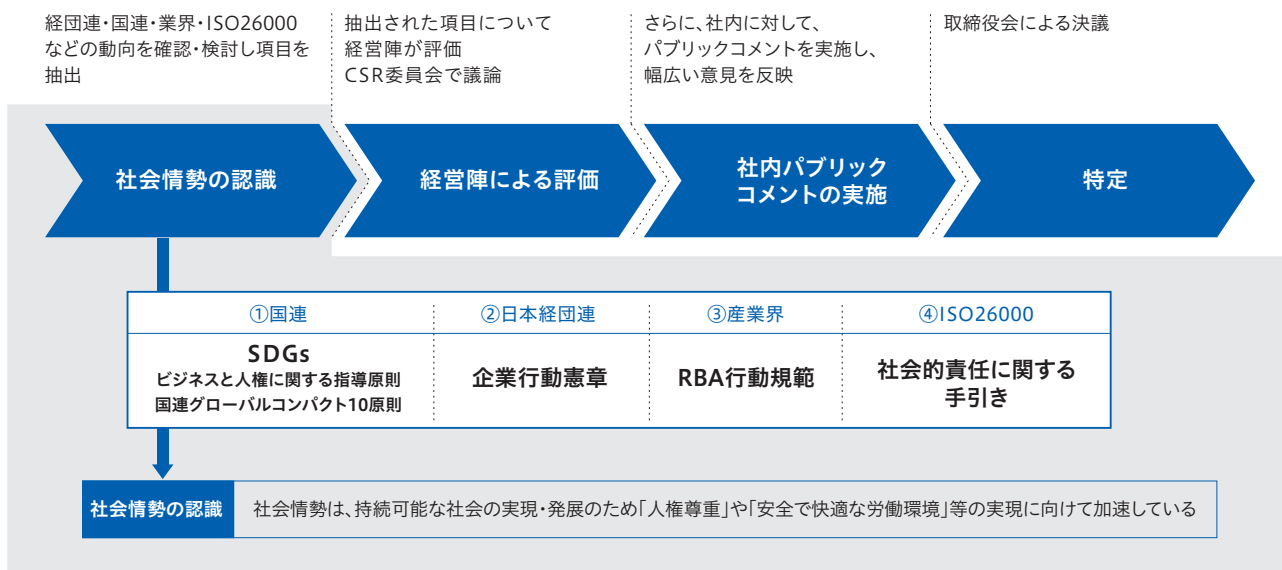 経団連・国連・業界・ISO26000
などの動向を確認・検討し項目を
抽出
抽出された項目について
経営陣が評価
CSR委員会で議論
さらに、社内に対して、
パブリックコメントを実施し、
幅広い意見を反映
取締役会による決議
社会情勢の認識
経営陣による評価
社内パブリック
コメントの実施
特定
①国連
SDGs
ビジネスと人権に関する指導原則
国連グローバルコンパクト10原則
②日本経団連
企業行動憲章
③産業界
RBA行動規範
④ISO26000
社会的責任に関する
手引き
社会情勢の認識
社会情勢は、持続可能な社会の実現・発展のため「人権尊重」や「安全で快適な労働環境」等の実現に向けて加速している